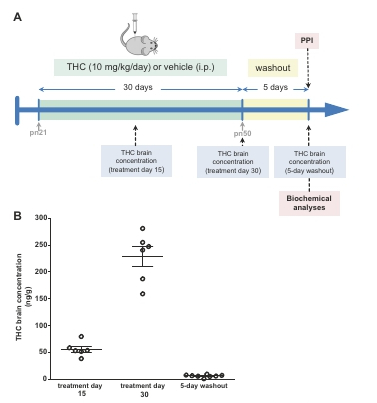 A
PPI
THC (10 mg/kg/day) or vehicle (i.p.)
washout
30 days
5 days
pn21
pn50
THC brain
concentration
(treatment day 15)
THC brain
concentration
(treatment day 30)
THC brain
concentration
(5-day washout)
Biochemical
analyses
B
THC brain concentration
(ng/g)
300
250
200
150
100
50
0
treatment day
15
treatment day
30
5-day washout